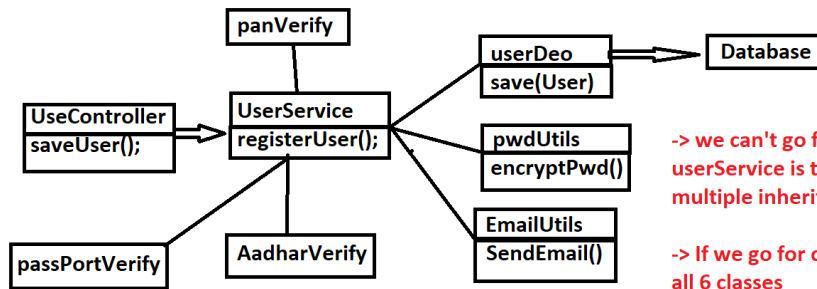 panVerify
userDeo
save(User)
Database
UseController
saveUser();
UserService
registerUser();
pwdUtils
encryptPwd()
EmailUtils
SendEmail()
passPortVerify
AadharVerify
-> we can't go
userService is
multiple
-> If we go for
all 6 classes